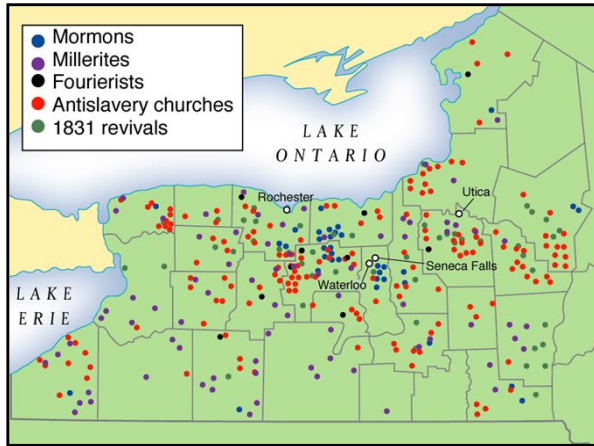 Mormons
Millerites
Fourierists
Antislavery churches
1831 revivals
LAKE
ONTARIO
Rochester
Utica
Seneca Falls
Waterloo
LAKE
ERIE